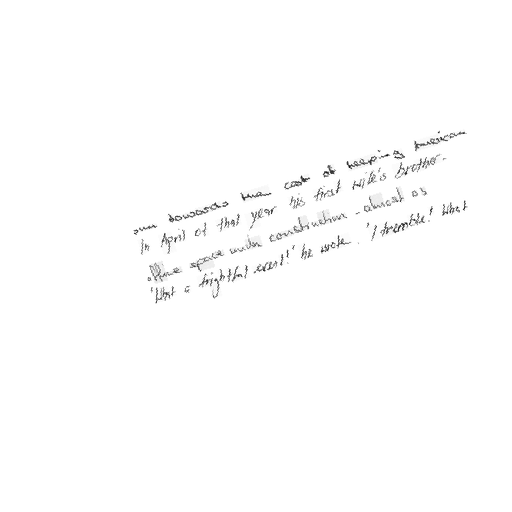 sum towards them cost of keeping American
In April of that year his first wife's brother-
office space under construction - almost as
'What a frightful event!' he wrote. 'I tremble! What